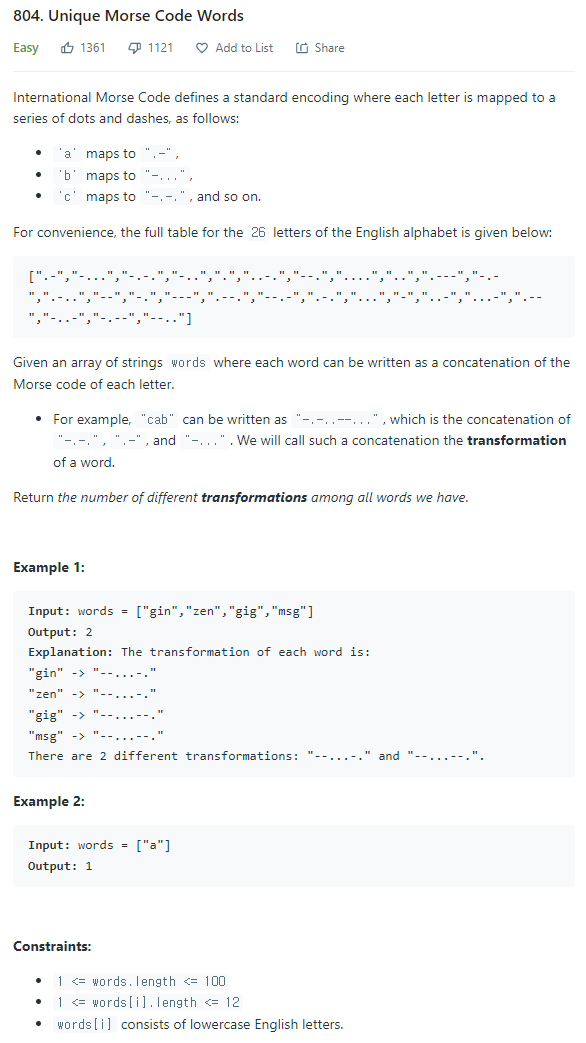 804. Unique Morse Code Words
Easy 1361 1121 Add to List Share
International Morse Code defines a standard encoding where each letter is mapped to a
series of dots and dashes, as follows:
• 'a' maps to ".-",
• 'b' maps to "-...",
• 'c' maps to "-.-.", and so on.
For convenience, the full table for the 26 letters of the English alphabet is given below:
[".-","-...","-.-.","-..",".","..-.","--.","....","..",".---","-.-
",".-..","--","-.","---",".--.","--.-",".-.","...","-","..-","...-",".--
","-..-","-.--","--.."]
Given an array of strings words where each word can be written as a concatenation of the
Morse code of each letter.
• For example, "cab" can be written as "-.-..--...", which is the concatenation of
"-.-.", ".-", and "-...". We will call such a concatenation the transformation
of a word.
Return the number of different transformations among all words we have.
Example 1:
Input: words = ["gin","zen","gig","msg"]
Output: 2
Explanation: The transformation of each word is:
"gin" -> "--...-."
"zen" -> "--...-."
"gig" -> "--...--."
"msg" -> "--...--."
There are 2 different transformations: "--...-." and "--...--.".
Example 2:
Input: words = ["a"]
Output: 1
Constraints:
• 1 <= words.length <= 100
• 1 <= words[i].length <= 12
• words[i] consists of lowercase English letters.